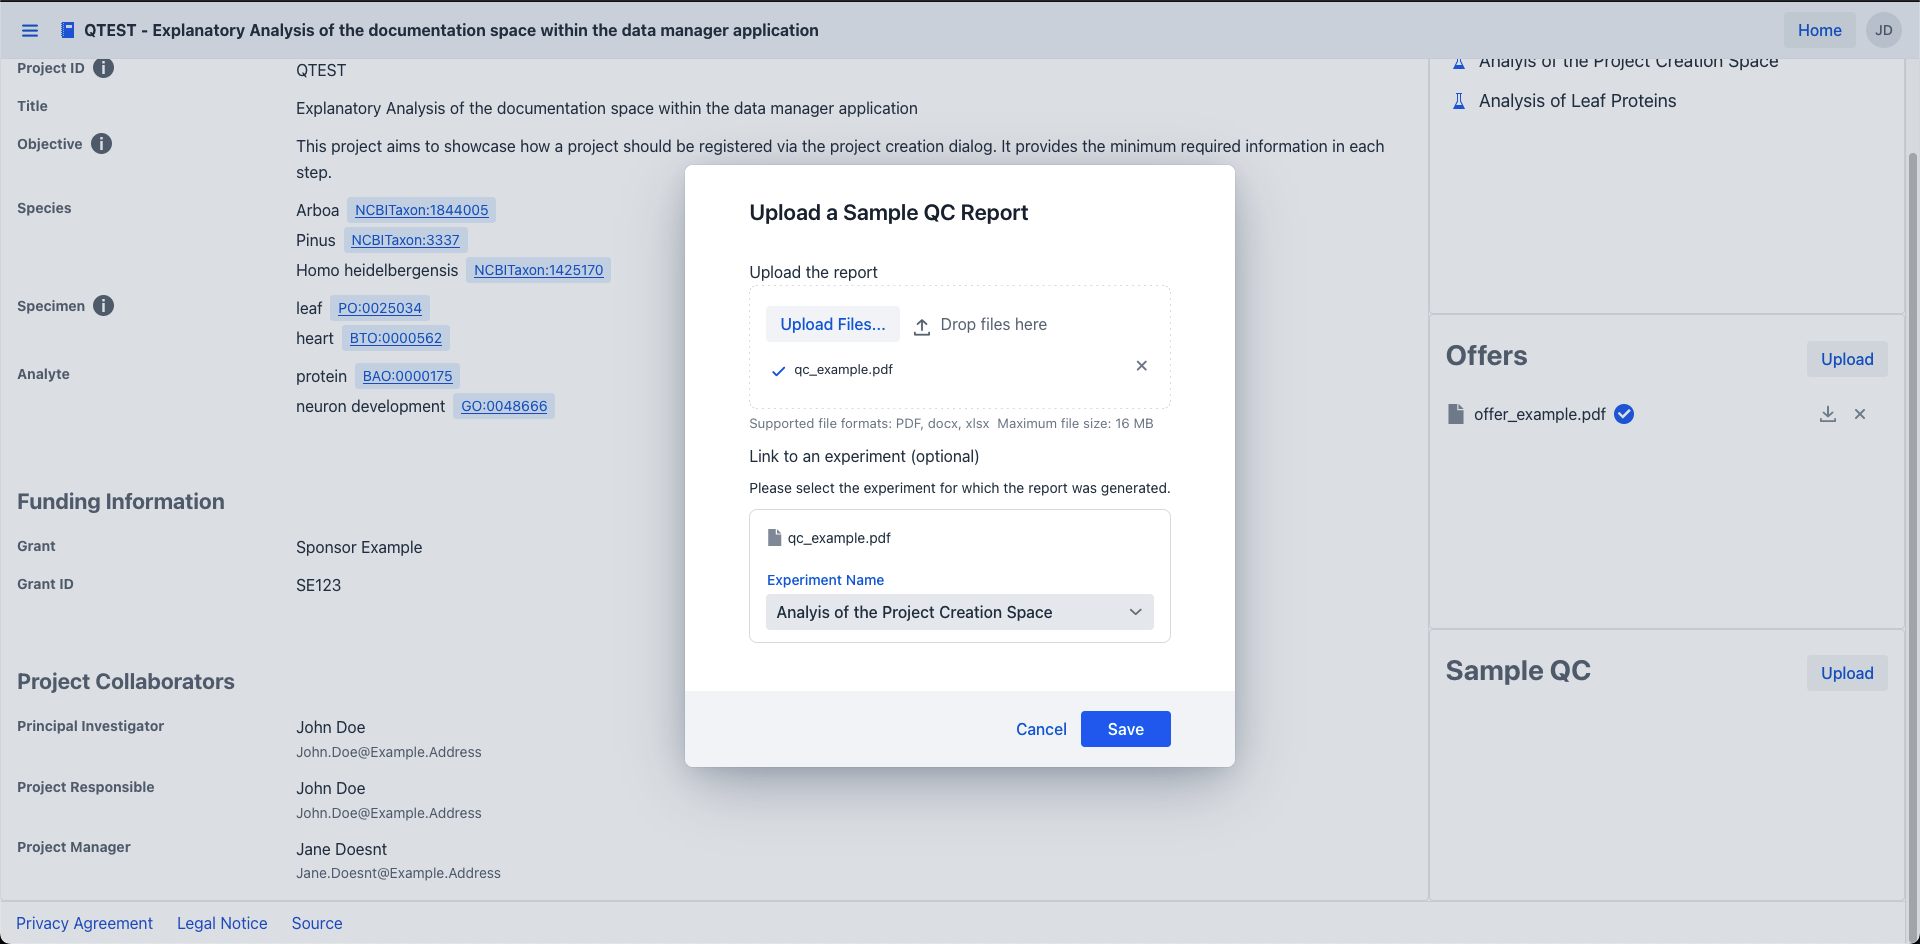 QTEST - Explanatory Analysis of the documentation space within the data manager application
Home
JD
Project ID
QTEST
Title
Explanatory Analysis of the documentation space within the data manager application
Objective
This project aims to showcase how a project should be registered via the project creation dialog. It provides the minimum required information in each
step.
Species
Arboa NCBITaxon:1844005
Pinus NCBITaxon:3337
Homo heidelbergensis NCBITaxon:1425170
Specimen
leaf PO:0025034
heart BTO:0000562
Analyte
protein BAO:0000175
neuron development GO:0048666
Funding Information
Grant
Sponsor Example
Grant ID
SE123
Project Collaborators
Principal Investigator
John Doe
John.Doe@Example.Address
Project Responsible
John Doe
John.Doe@Example.Address
Project Manager
Jane Doesnt
Jane.Doesnt@Example.Address
Upload a Sample QC Report
Upload the report
Upload Files...
Drop files here
qc_example.pdf
Supported file formats: PDF, docx, xlsx Maximum file size: 16 MB
Link to an experiment (optional)
Please select the experiment for which the report was generated.
qc_example.pdf
Experiment Name
Analyis of the Project Creation Space
Cancel
Save
Analyis of the Project Creation Space
Analysis of Leaf Proteins
Offers
Upload
offer_example.pdf
Sample QC
Upload
Privacy Agreement
Legal Notice
Source